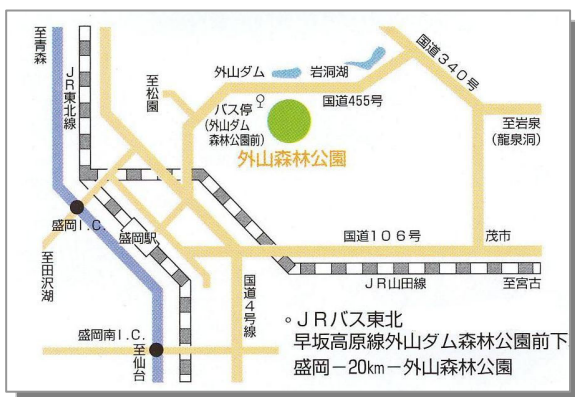 至青森
JR東北線
至松園
外山ダム
岩洞湖
国道340号
バス停
(外山ダム
森林公園前)
国道455号
至岩泉
(龍泉洞)
外山森林公園
盛岡I.C.
盛岡駅
国道106号
茂市
至田沢湖
国道4号線
JR山田線
至宮古
盛岡南I.C.
至仙台
。JRバス東北
早坂高原線外山ダム森林公園前下
盛岡－20km－外山森林公園